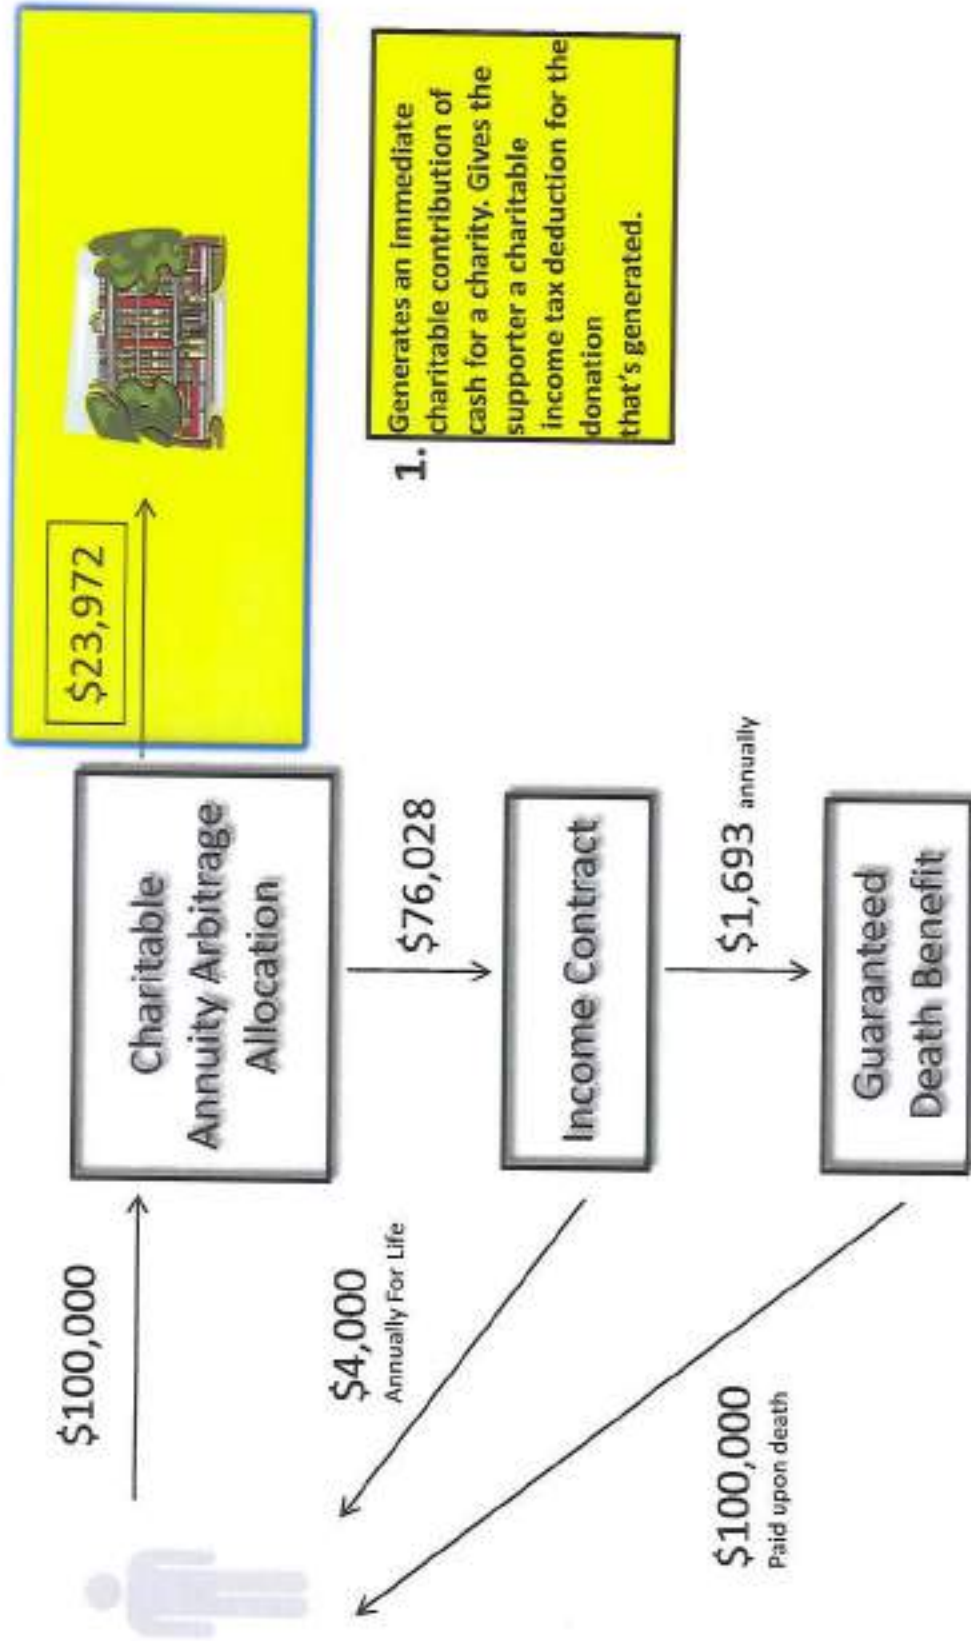 $100,000
Charitable
Annuity Arbitrage
Allocation
$23,972
$4,000
Annually For Life
$76,028
1.
Generates an immediate
charitable contribution of
cash for a charity. Gives the
supporter a charitable
income tax deduction for the
donation
that's generated.
Income Contract
$100,000
Paid upon death
$1,693 annually
Guaranteed
Death Benefit